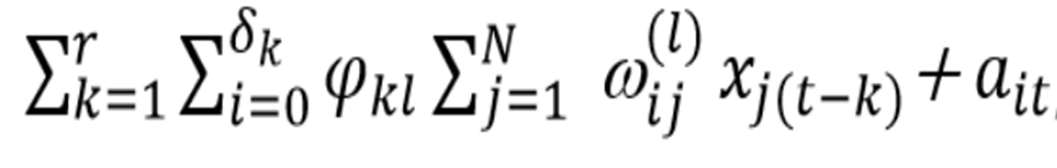 ∑_{k=1}^{r} ∑_{i=0}^{δ_k} φ_{kl} ∑_{j=1}^{N} ω_{ij}^{(l)} x_{j(t−k)} + a_{it},